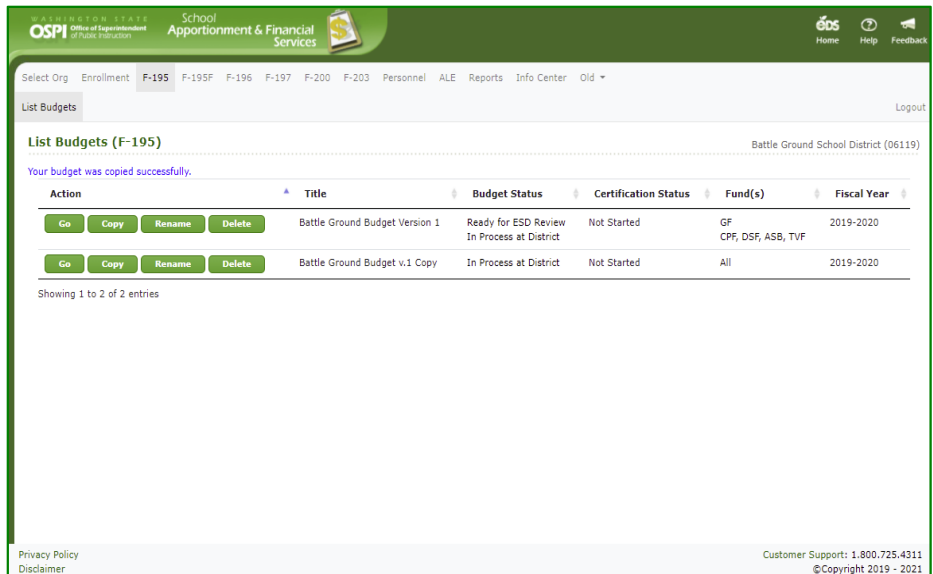 WASHINGTON STATE
OSPI Office of Superintendent of Public Instruction
School
Apportionment & Financial
Services
eds
Home Help Feedback
Select Org Enrollment F-195 F-195F F-196 F-197 F-200 F-203 Personnel ALE Reports Info Center Old
List Budgets Logout
List Budgets (F-195) Battle Ground School District (06119)
Your budget was copied successfully.
Action Title Budget Status Certification Status Fund(s) Fiscal Year
Go Copy Rename Delete Battle Ground Budget Version 1 Ready for ESD Review Not Started GF 2019-2020
In Process at District CPF, DSF, ASB, TVF
Go Copy Rename Delete Battle Ground Budget v.1 Copy In Process at District Not Started All 2019-2020
Showing 1 to 2 of 2 entries
Privacy Policy Customer Support: 1.800.725.4311
Disclaimer ©Copyright 2019 - 2021